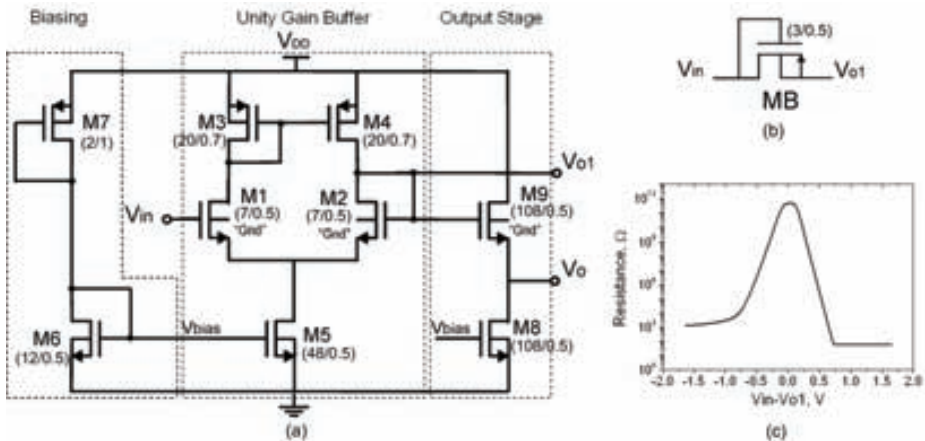 Biasing
Unity Gain Buffer
Output Stage
VDD
M7
(2/1)
M3
(20/0.7)
M4
(20/0.7)
Vo1
M1
(7/0.5)
"Gnd"
M2
(7/0.5)
"Gnd"
M9
(108/0.5)
"Gnd"
Vin
Vo
M6
(12/0.5)
Vbias
M5
(48/0.5)
Vbias
M8
(108/0.5)
(a)
(3/0.5)
Vin
Vo1
MB
(b)
Resistance, Ω
-2.0 -1.5 -1.0 -0.5 0.0 0.5 1.0 1.5 2.0
Vin-Vo1, V
(c)